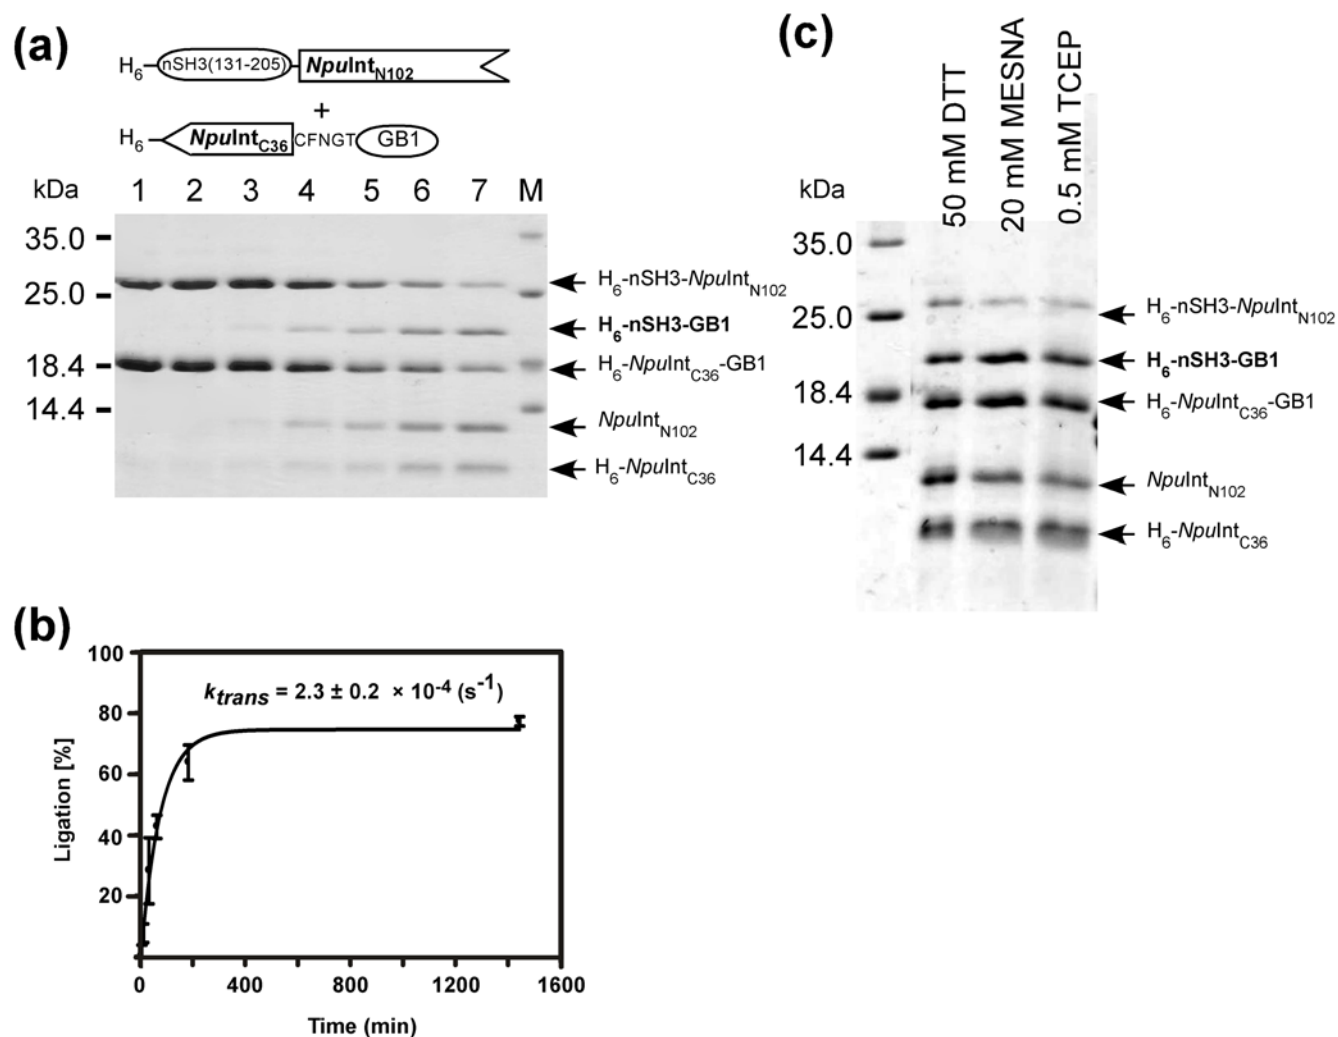 (a)
H6 nSH3(131-205) NpuIntN102
+
H6 NpuIntC36 CFNGT GB1
kDa 1 2 3 4 5 6 7 M
35.0
25.0
18.4
14.4
H6-nSH3-NpuIntN102
H6-nSH3-GB1
H6-NpuIntC36-GB1
NpuIntN102
H6-NpuIntC36
(c)
50 mM DTT
20 mM MESNA
0.5 mM TCEP
kDa
35.0
25.0
18.4
14.4
H6-nSH3-NpuIntN102
H6-nSH3-GB1
H6-NpuIntC36-GB1
NpuIntN102
H6-NpuIntC36
(b)
ktrans = 2.3 ± 0.2 × 10-4 (s-1)
Ligation [%]
100
80
60
40
20
0 400 800 1200 1600
Time (min)